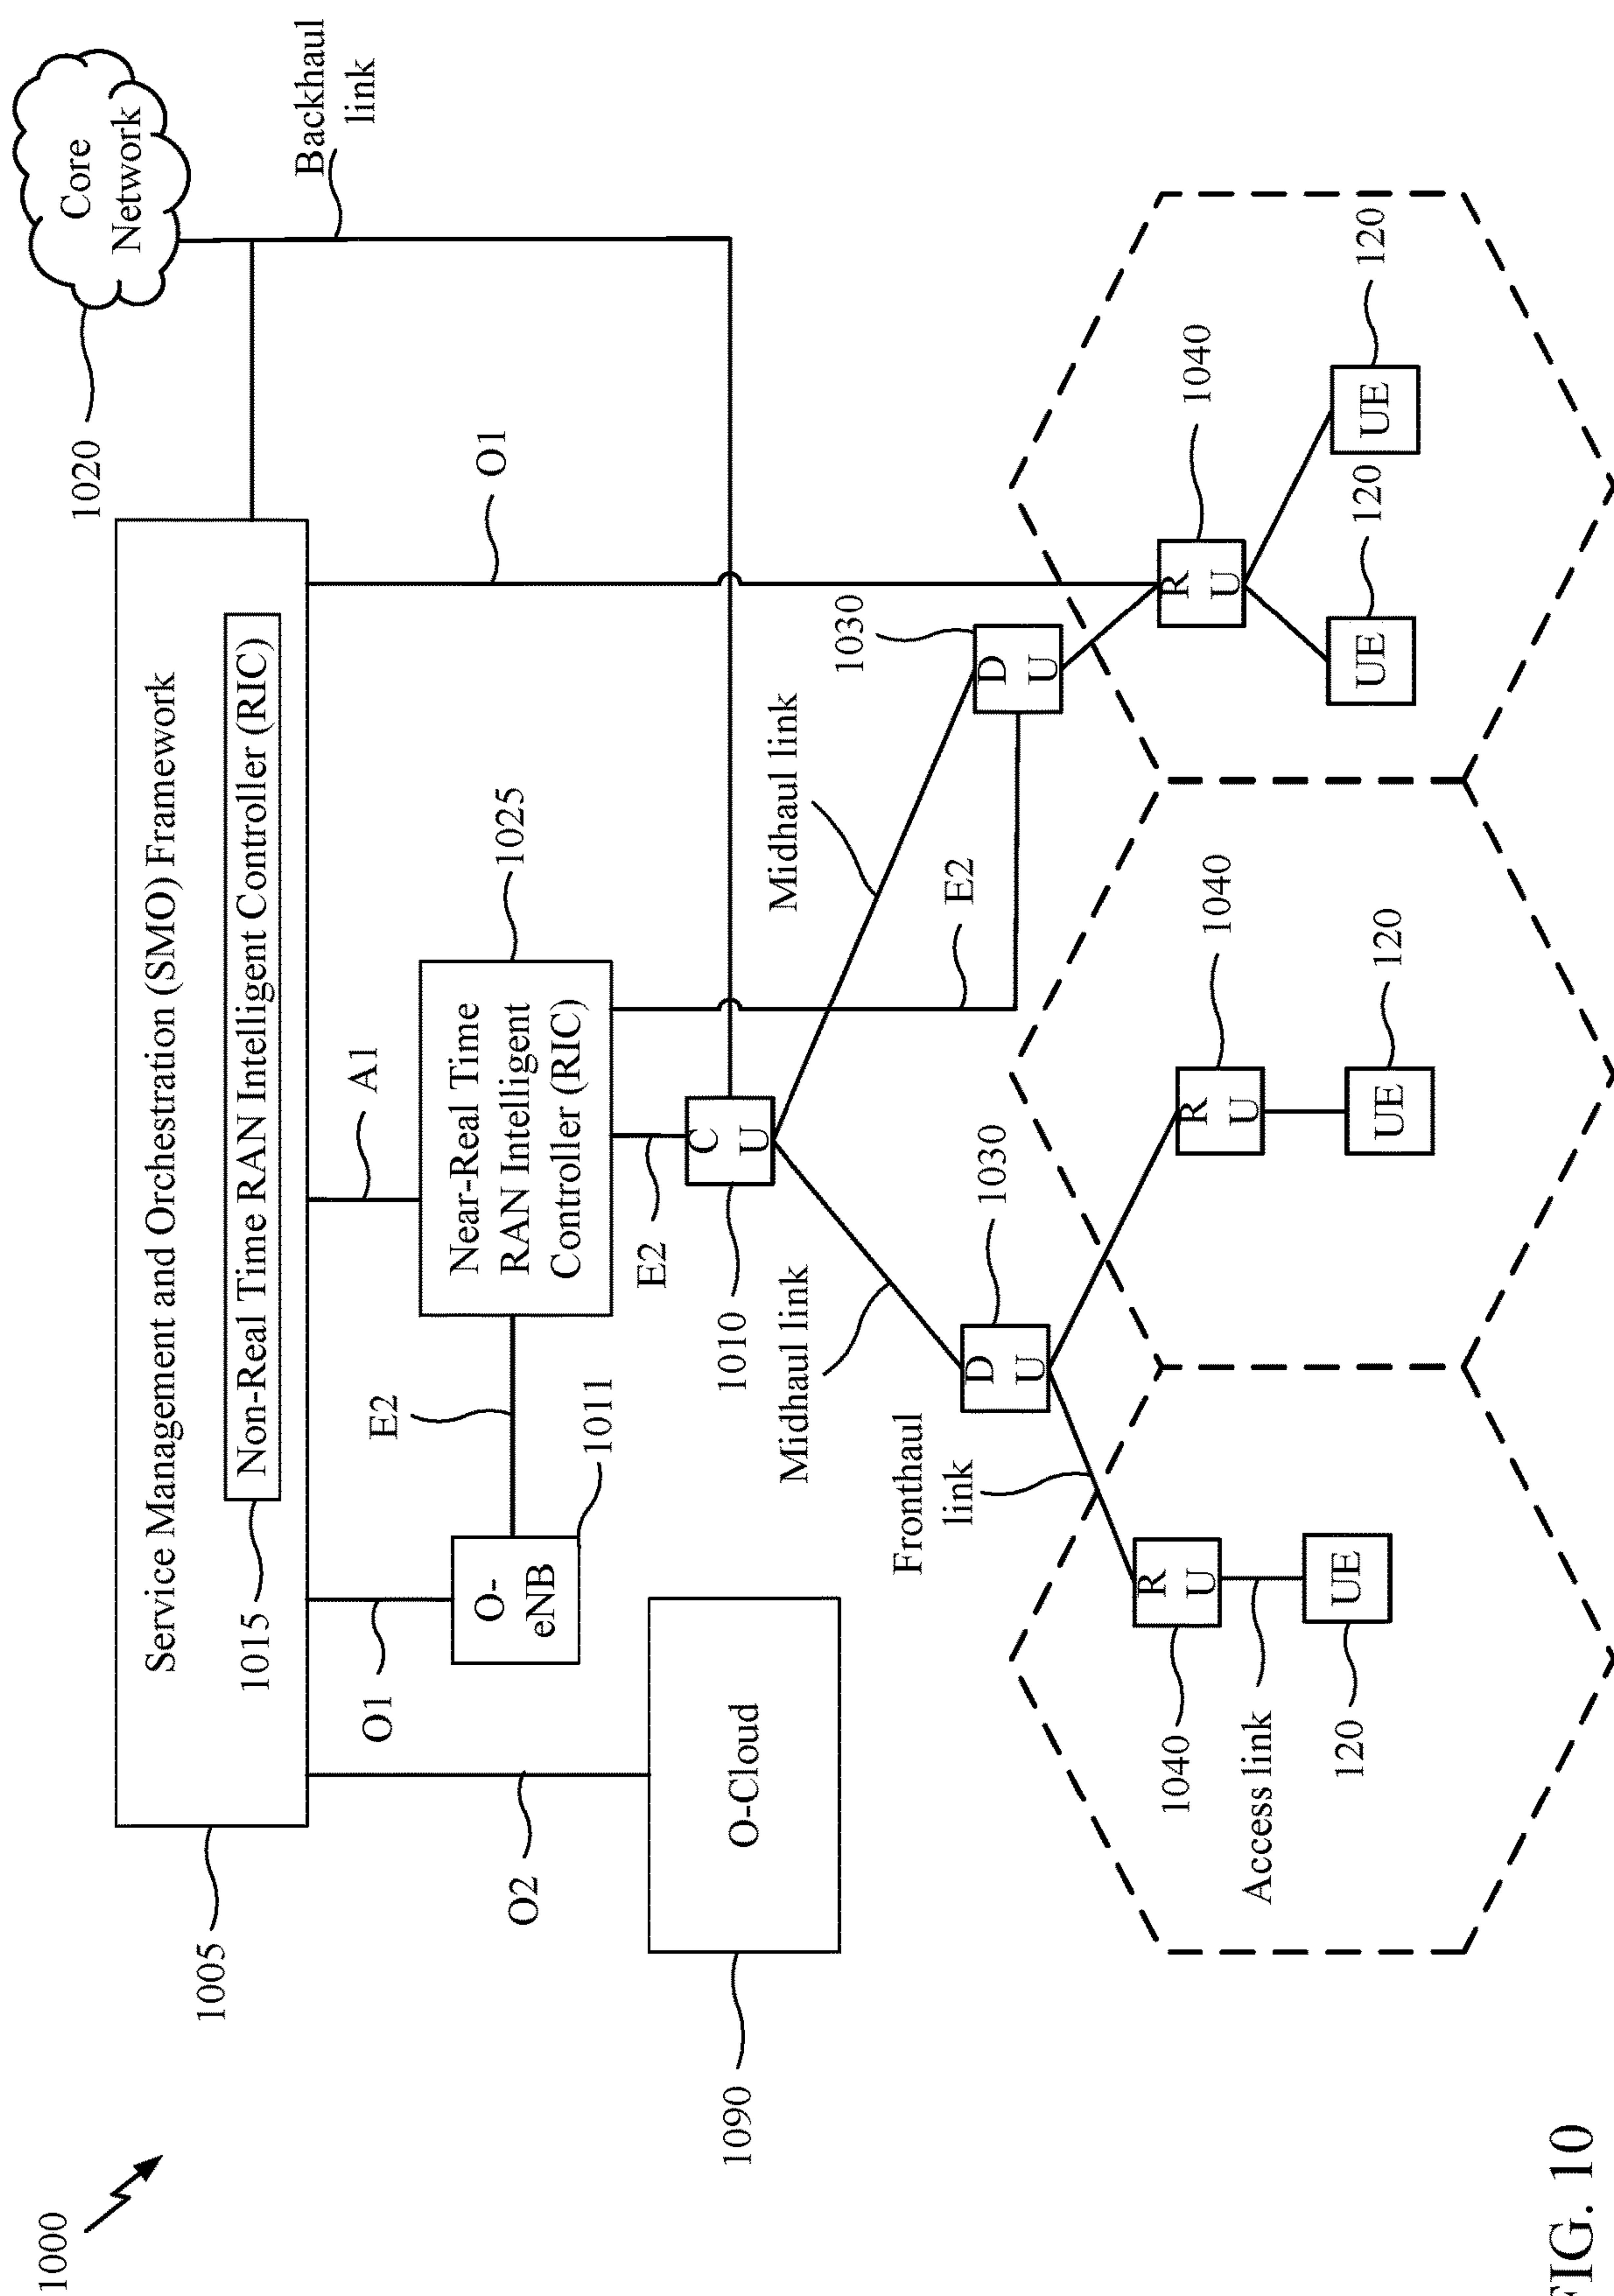 1000
1005
Service Management and Orchestration (SMO) Framework
1015
Non-Real Time RAN Intelligent Controller (RIC)
1020
Core
Network
Backhaul
link
O2
O1
A1
O1
E2
O-
eNB
1011
Near-Real Time
RAN Intelligent
Controller (RIC)
1025
1090
O-Cloud
E2
1010
C
U
Midhaul link
Midhaul link
E2
Fronthaul
link
D
U
1030
D
U
1030
R
U
1040
R
U
1040
R
U
1040
Access link
UE
120
UE
120
UE
120
UE
120
FIG. 10